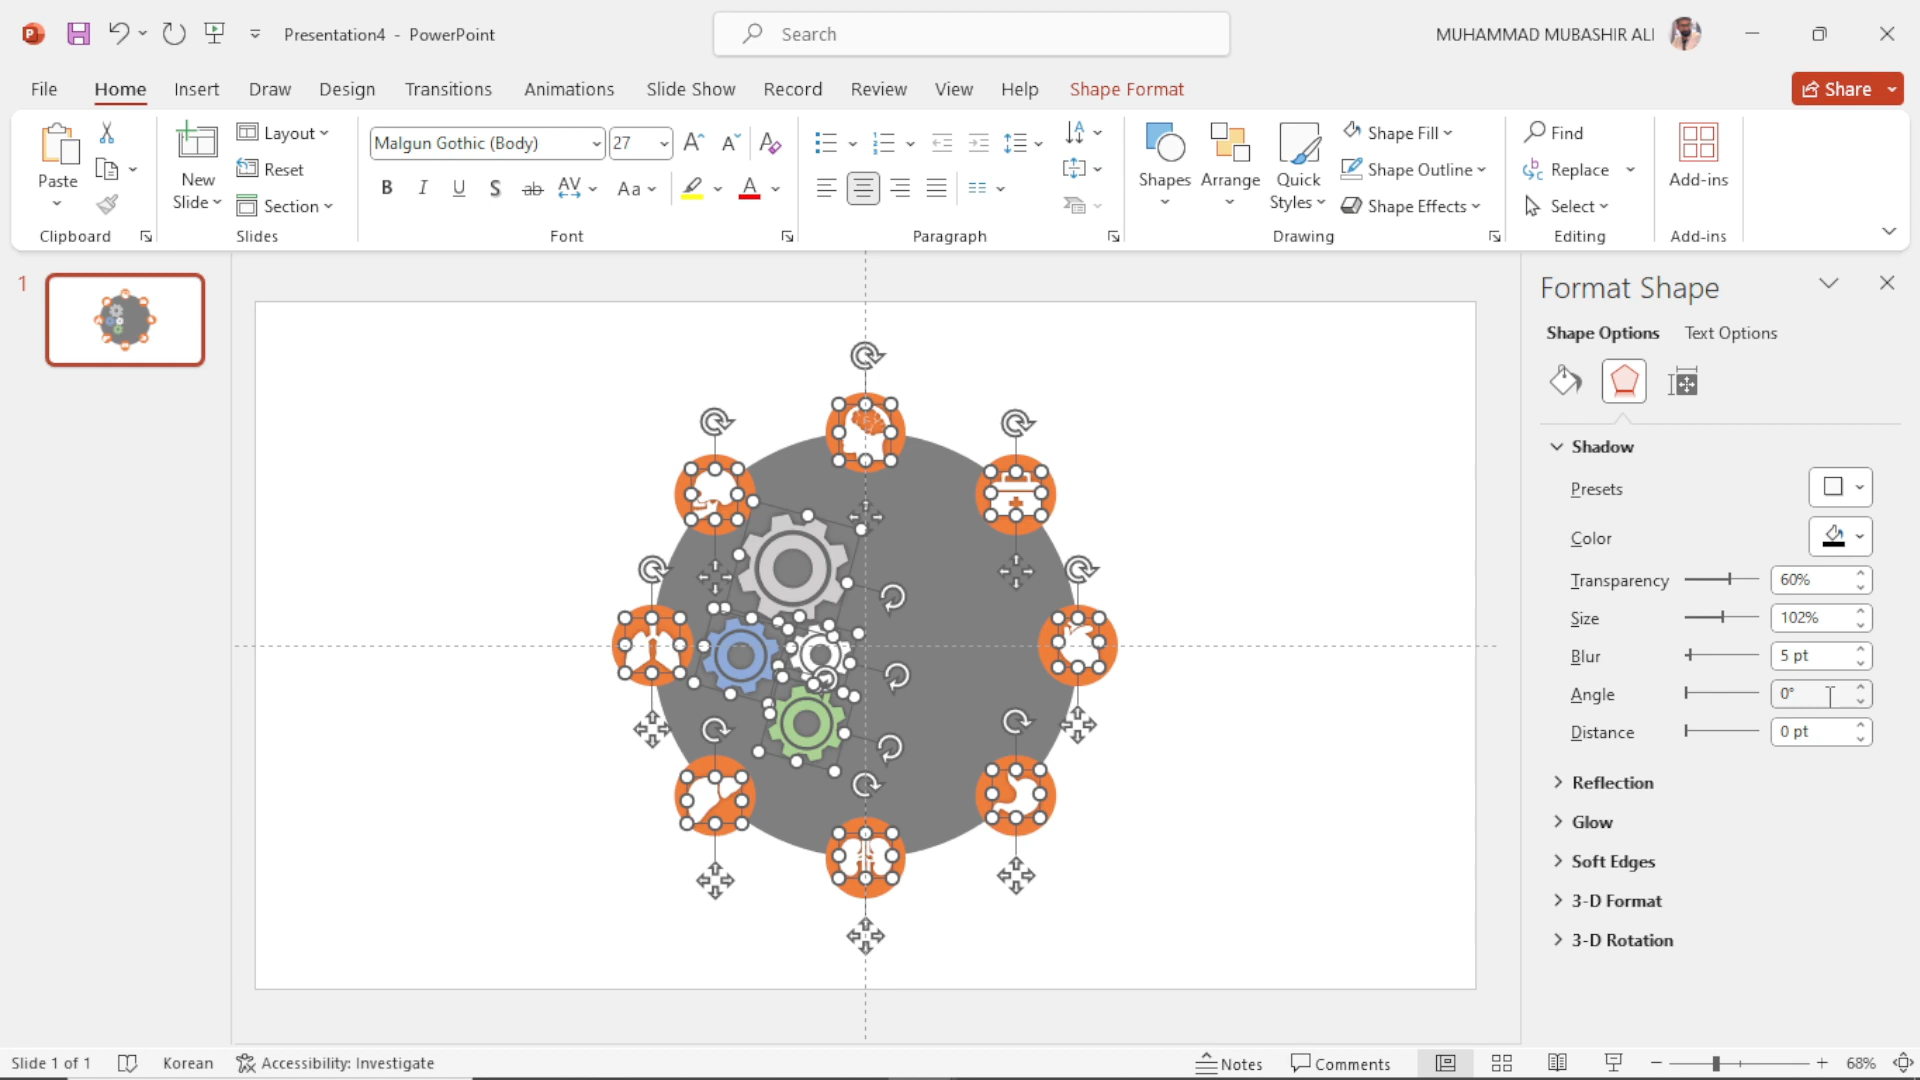 Presentation4 - PowerPoint
Search
MUHAMMAD MUBASHIR ALI
File Home Insert Draw Design Transitions Animations Slide Show Record Review View Help Shape Format
Share
Paste
Clipboard
New Slide
Layout
Reset
Section
Slides
Malgun Gothic (Body) 27
B I U S ab AV Aa A
Font
Paragraph
Shapes
Arrange
Quick Styles
Shape Fill
Shape Outline
Shape Effects
Drawing
Find
Replace
Select
Editing
Add-ins
Add-ins
1
Format Shape
Shape Options Text Options
Shadow
Presets
Color
Transparency 60%
Size 102%
Blur 5 pt
Angle 0°
Distance 0 pt
Reflection
Glow
Soft Edges
3-D Format
3-D Rotation
Slide 1 of 1 Korean Accessibility: Investigate Notes Comments 68%